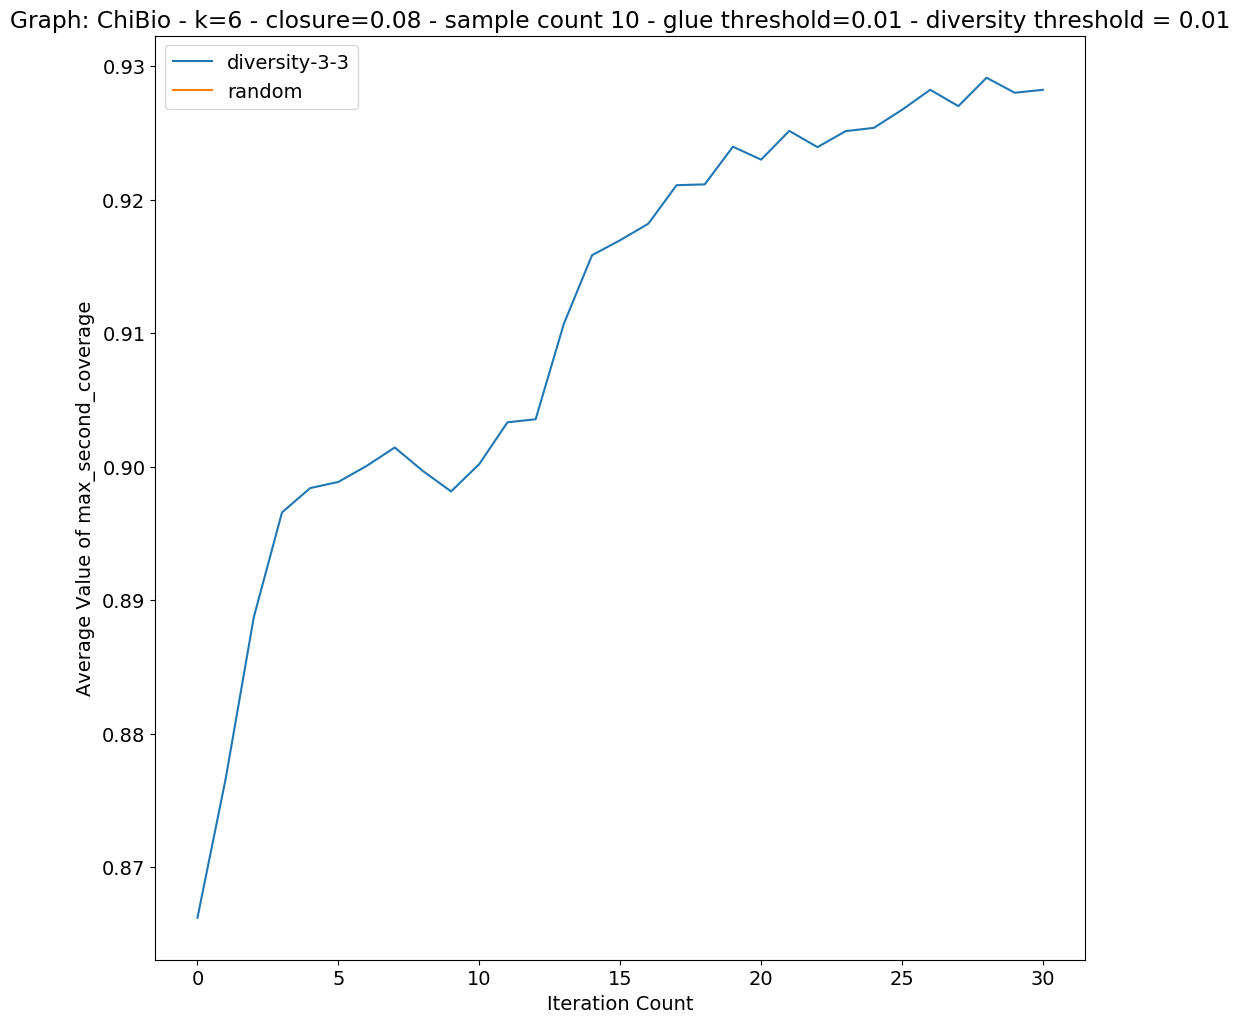 Graph: ChiBio - k=6 - closure=0.08 - sample count 10 - glue threshold=0.01 - diversity threshold = 0.01
diversity-3-3
random
0.93
0.92
0.91
0.90
0.89
0.88
0.87
Average Value of max_second_coverage
0 5 10 15 20 25 30
Iteration Count